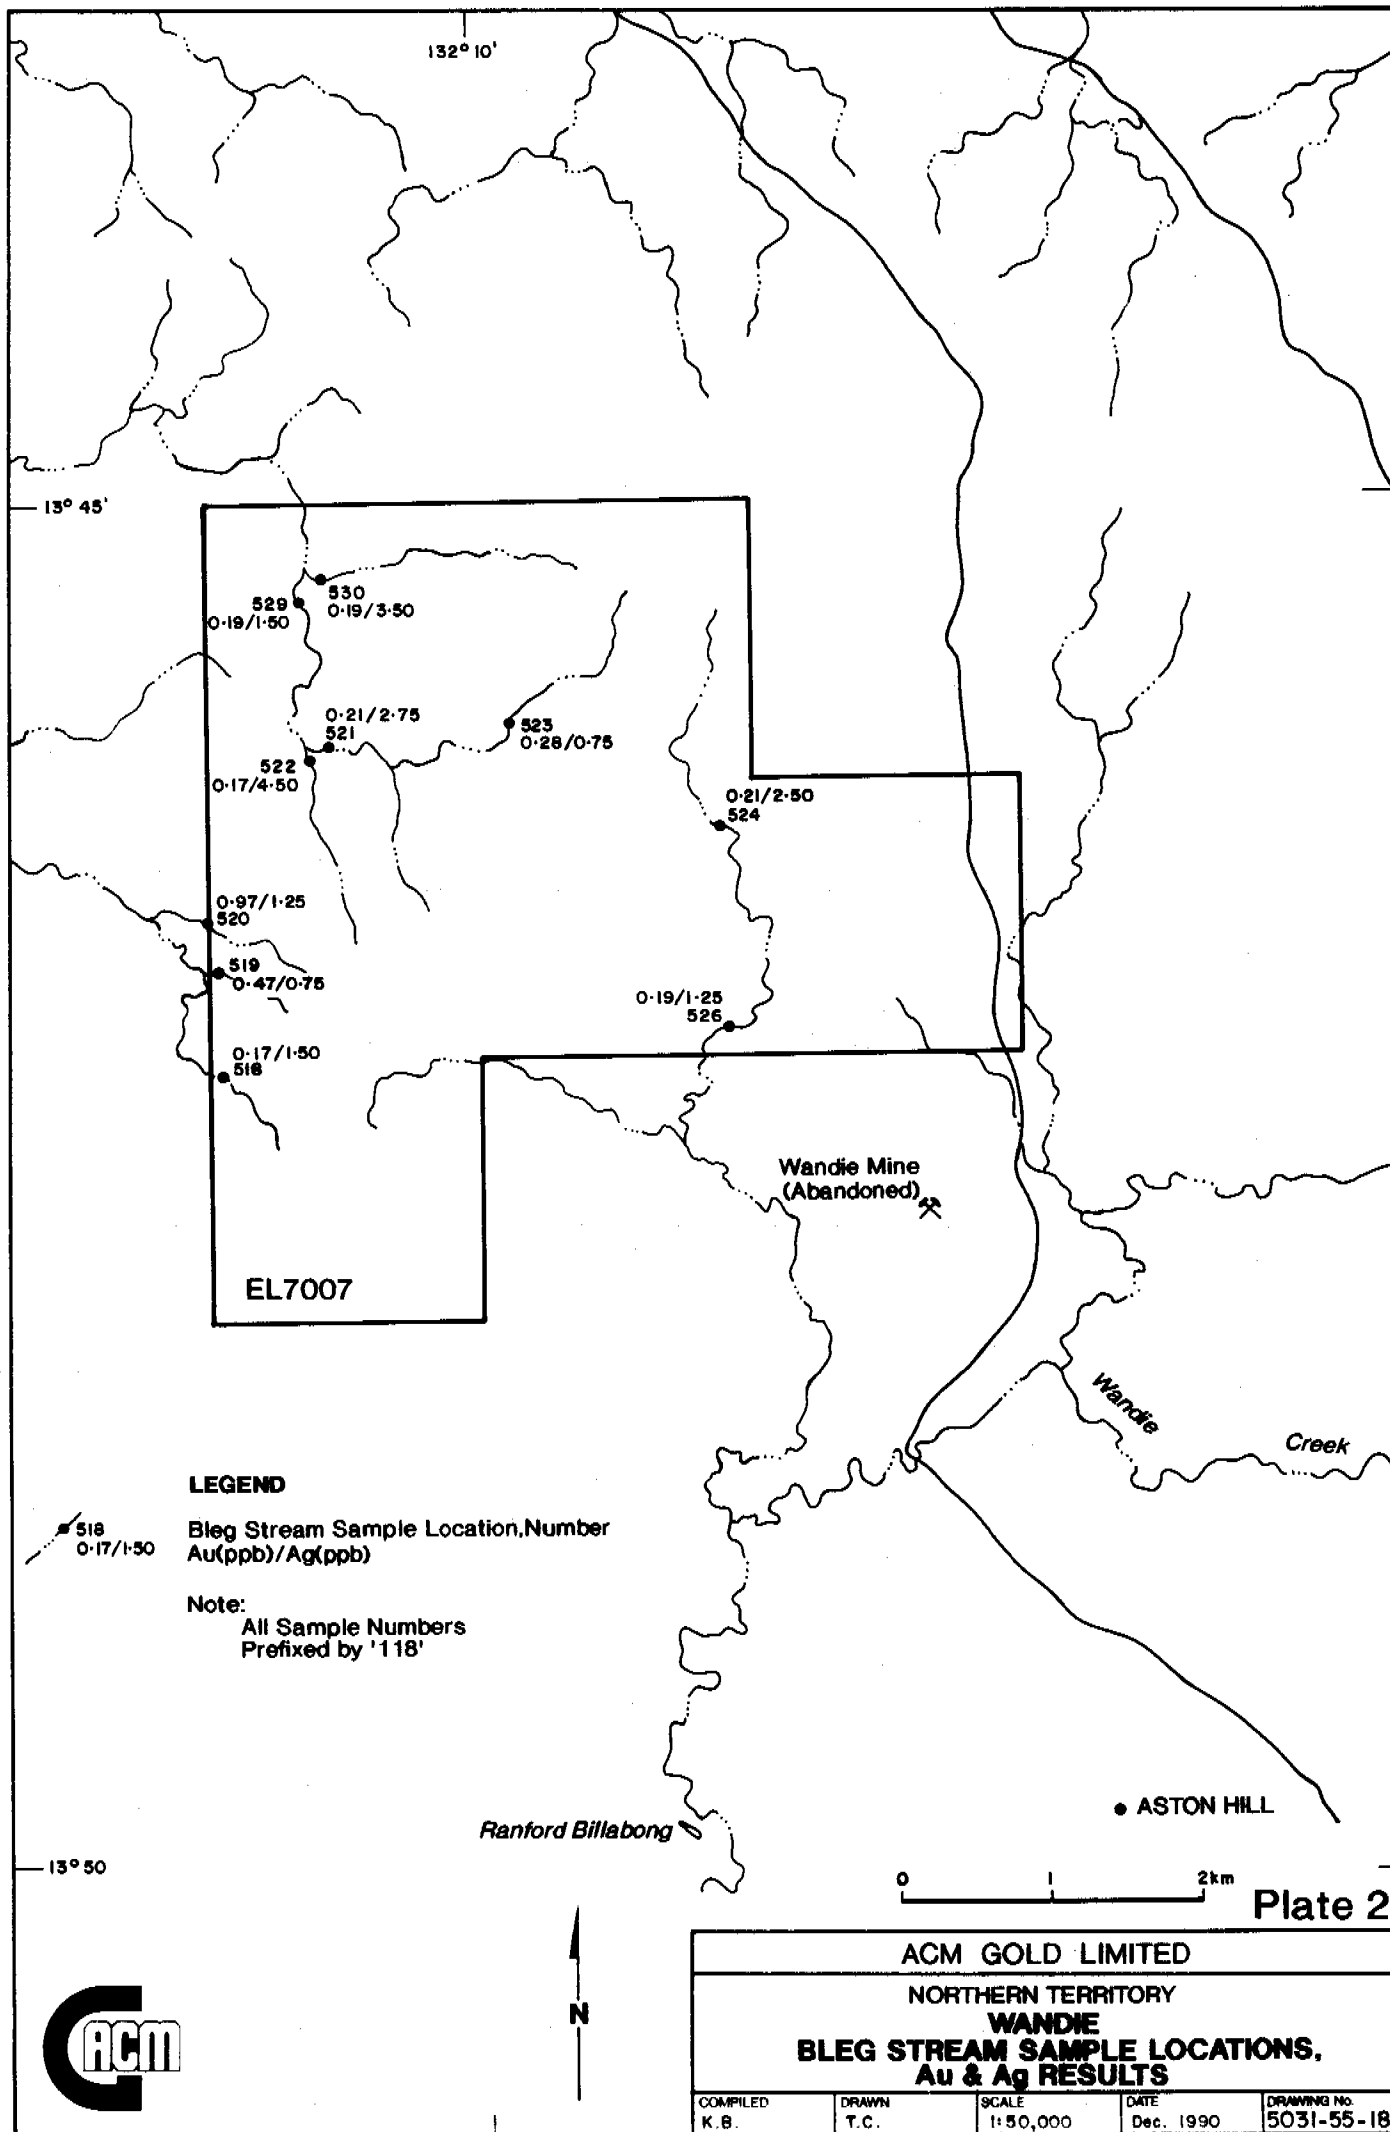 132° 10'
13° 45'
530
0·19/3·50
529
0·19/1·50
0·21/2·75
521
523
0·28/0·75
522
0·17/4·50
0·21/2·50
524
0·97/1·25
520
519
0·47/0·75
0·19/1·25
526
0·17/1·50
518
Wandie Mine
(Abandoned)
EL7007
Wandie
Creek
LEGEND
518
0·17/1·50
Bleg Stream Sample Location,Number
Au(ppb)/Ag(ppb)
Note:
All Sample Numbers
Prefixed by '118'
ASTON HILL
Ranford Billabong
13° 50
0 1 2km
Plate 2
N
ACM
ACM GOLD LIMITED
NORTHERN TERRITORY
WANDIE
BLEG STREAM SAMPLE LOCATIONS,
Au & Ag RESULTS
COMPILED DRAWN SCALE DATE DRAWING No.
K.B. T.C. 1:50,000 Dec. 1990 5031-55-18